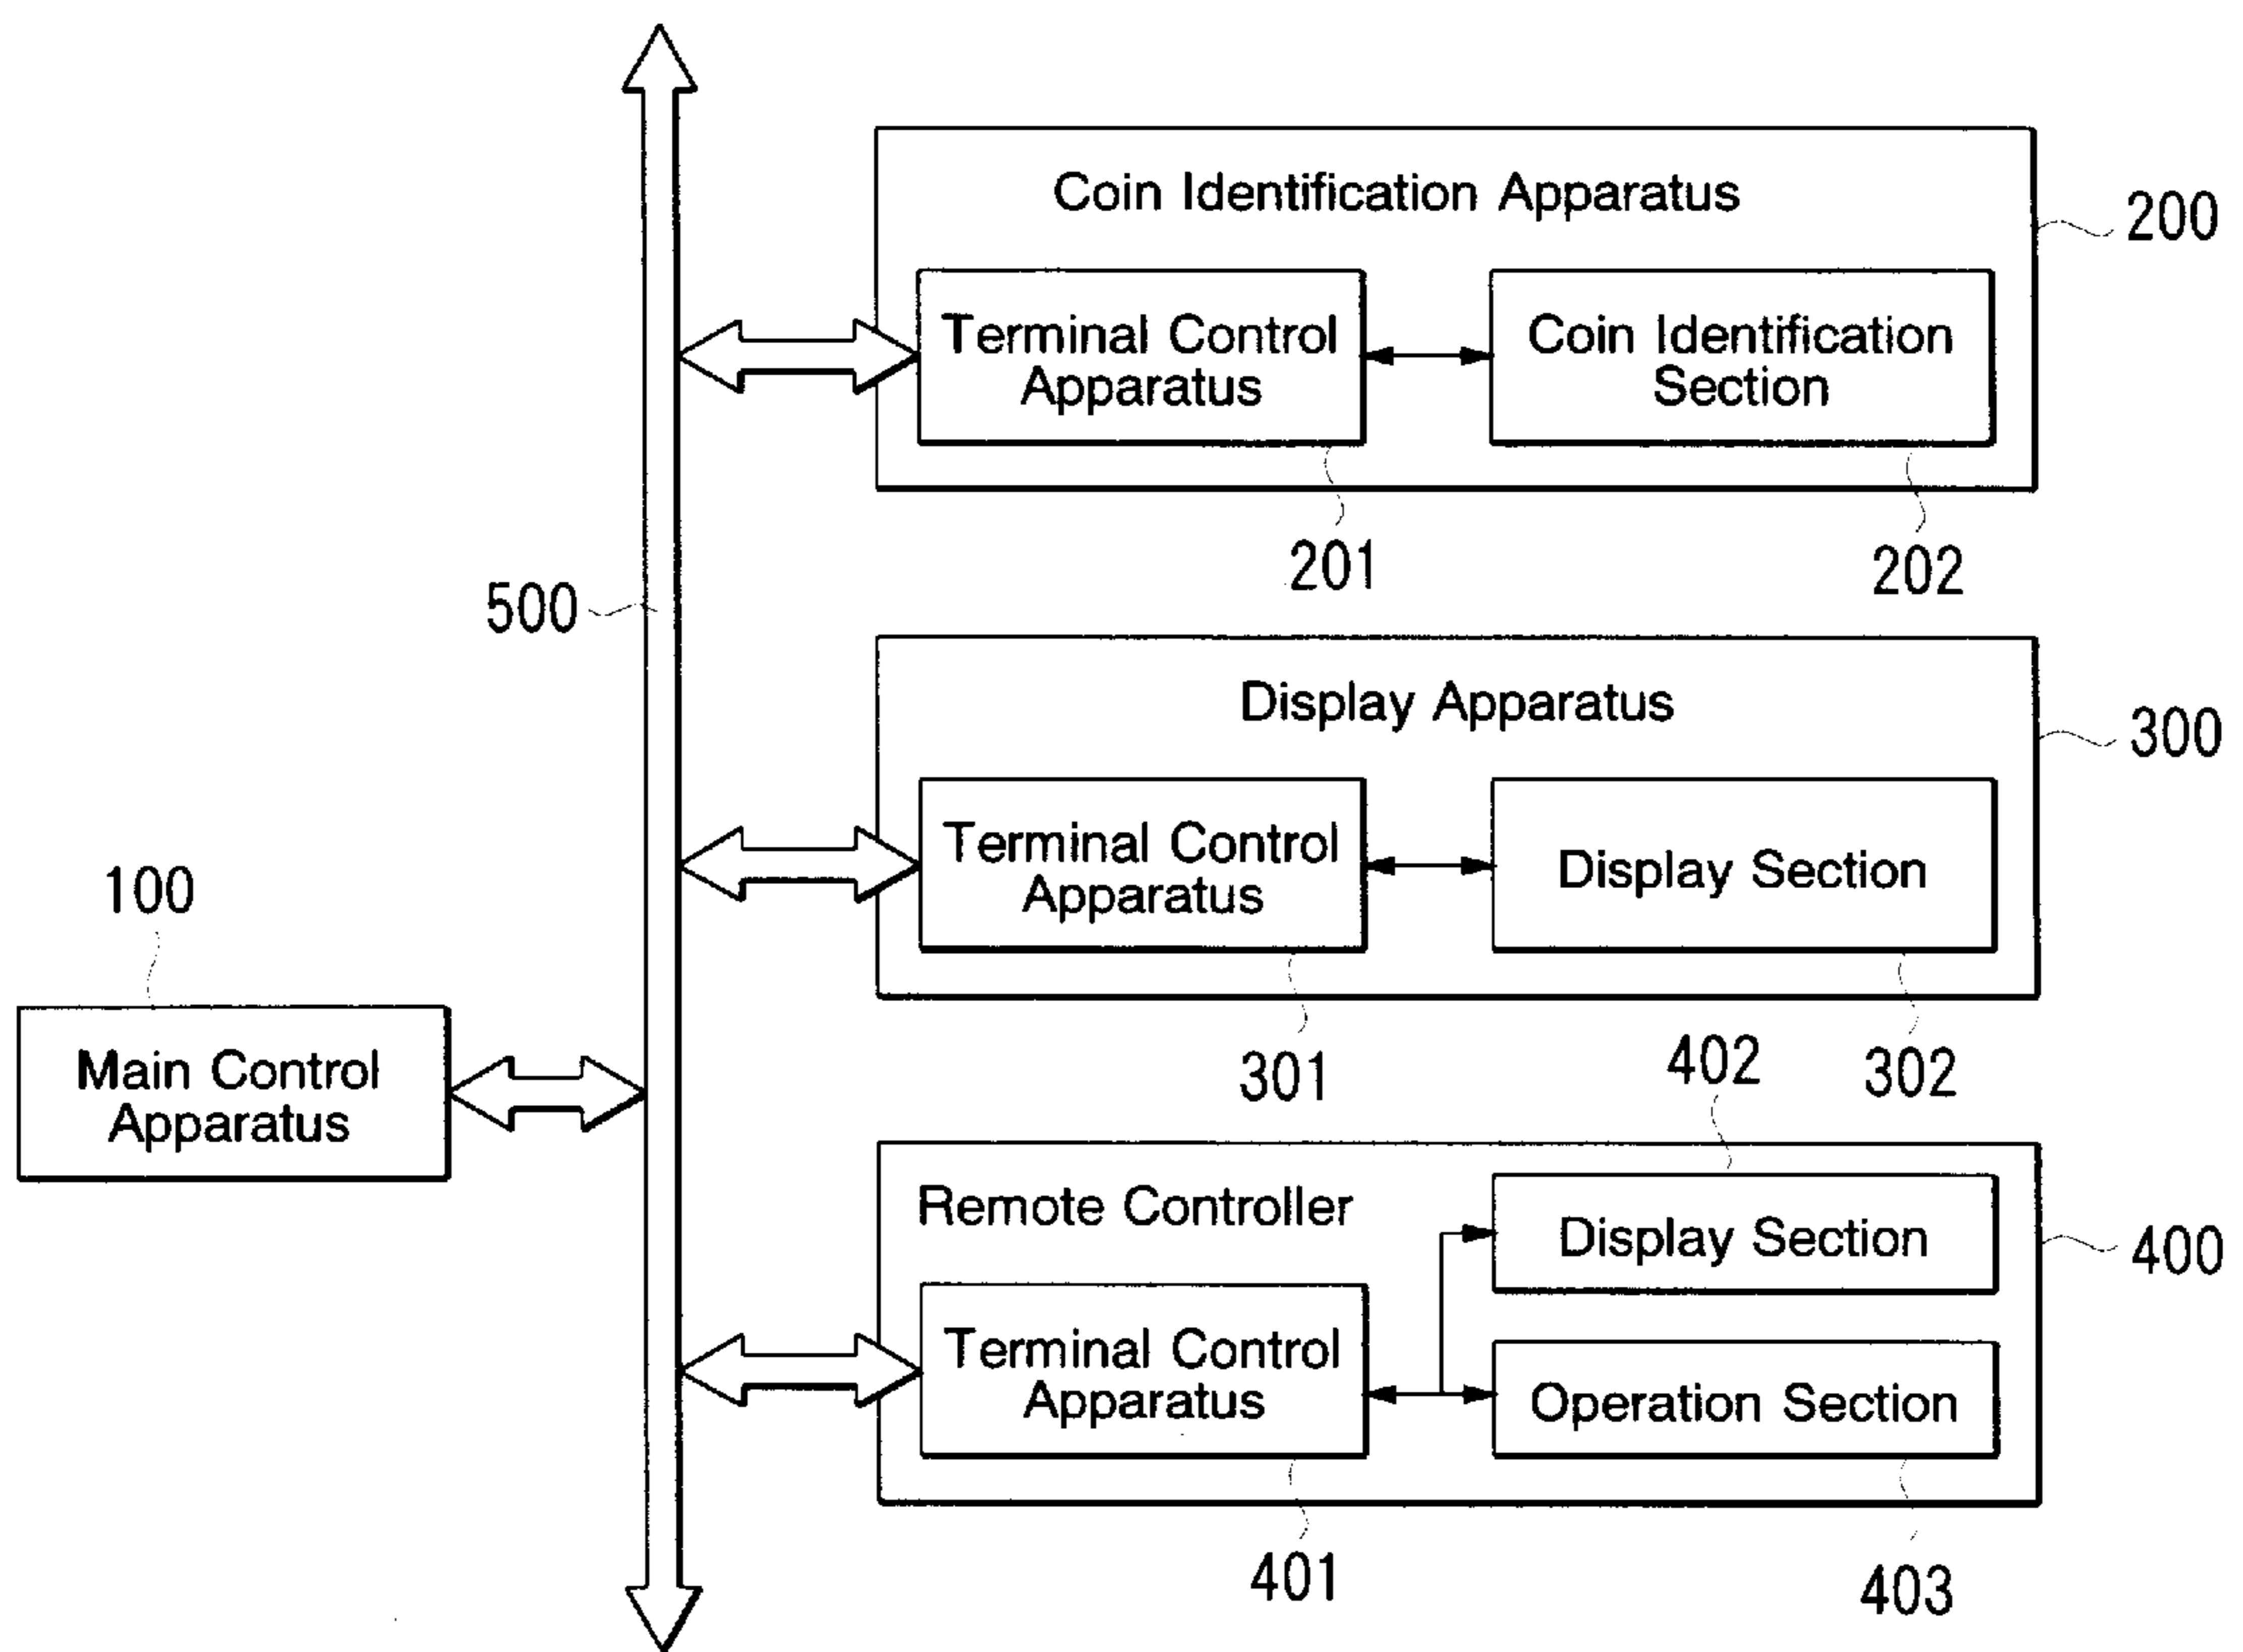 Coin Identification Apparatus
200
Terminal Control
Apparatus
Coin Identification
Section
201
202
500
Display Apparatus
300
Terminal Control
Apparatus
Display Section
301
302
100
Main Control
Apparatus
402
Remote Controller
Display Section
400
Terminal Control
Apparatus
Operation Section
401
403